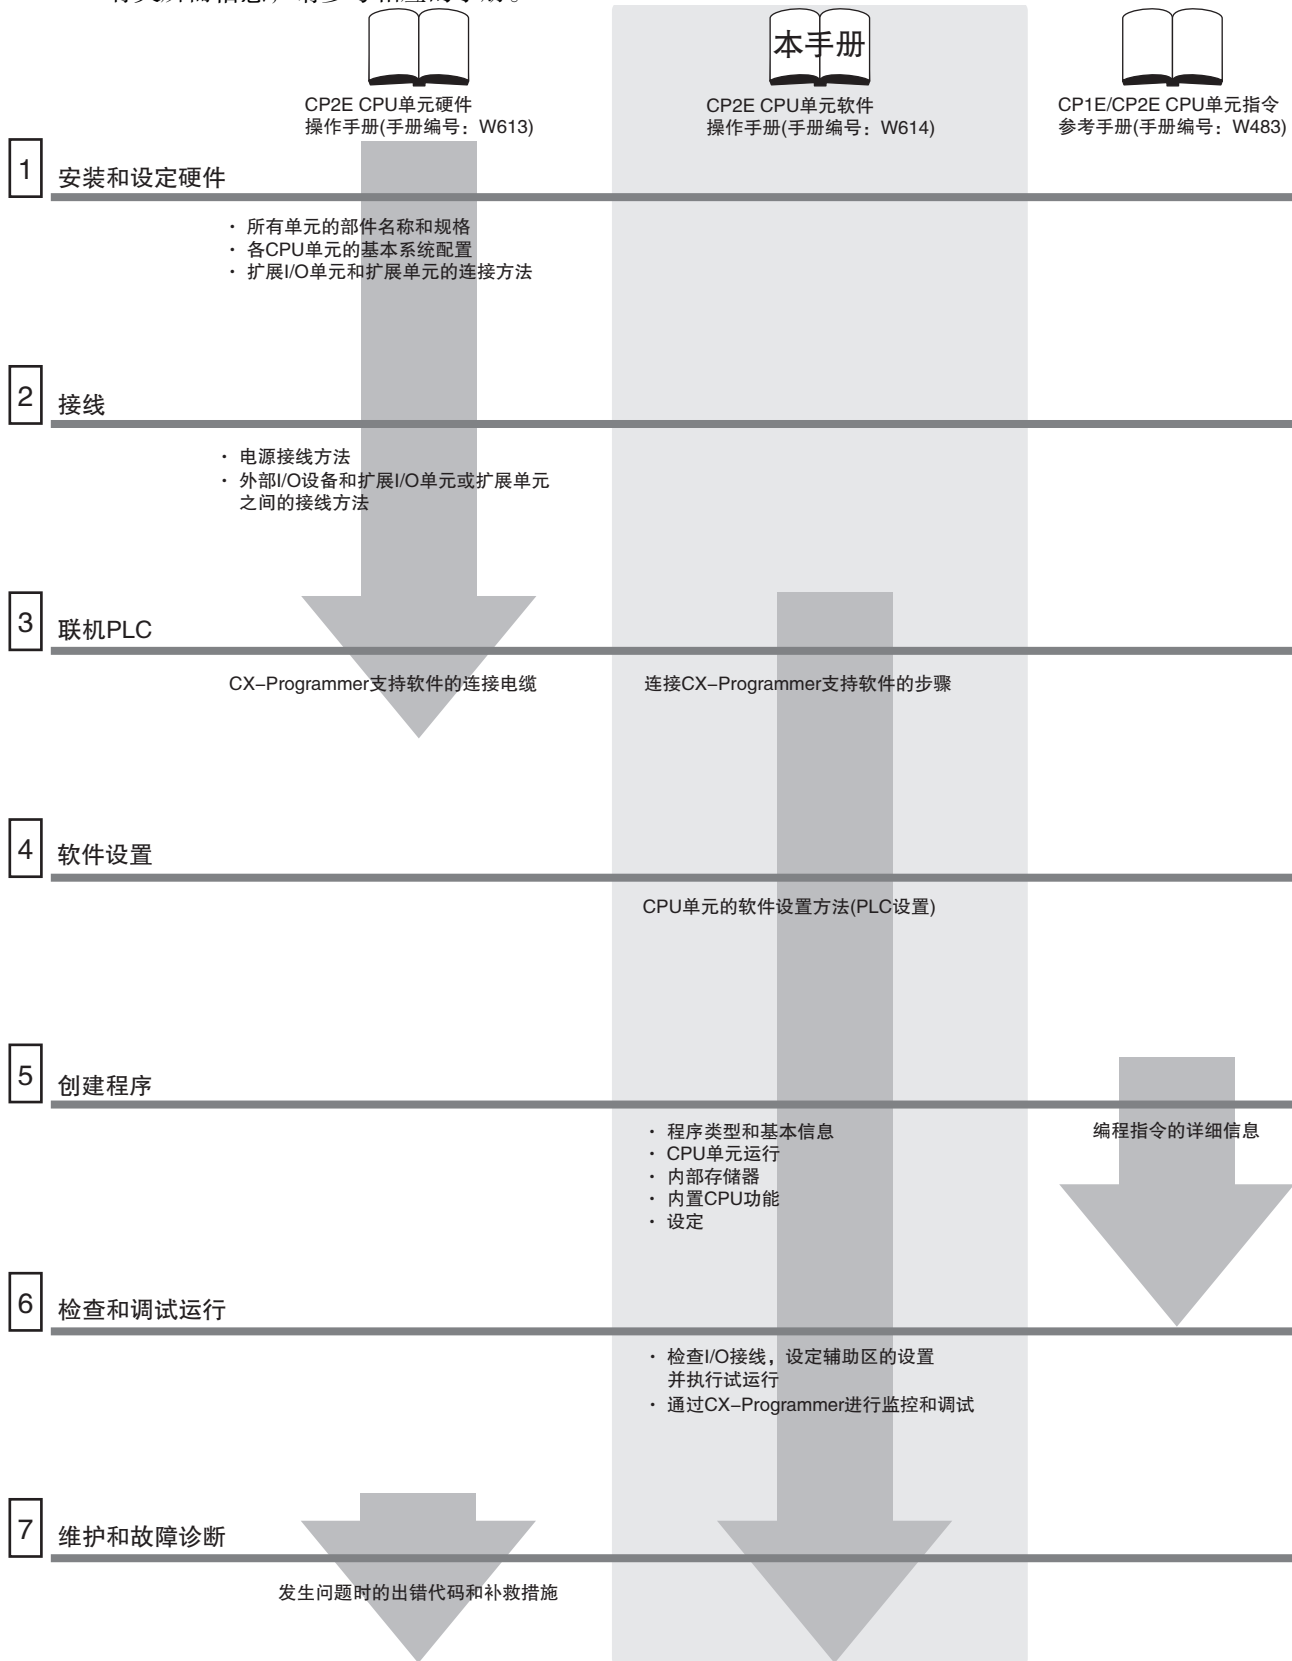 本手册
CP2E CPU单元硬件
操作手册(手册编号：W613)
CP2E CPU单元软件
操作手册(手册编号：W614)
CP1E/CP2E CPU单元指令
参考手册(手册编号：W483)
1 安装和设定硬件
· 所有单元的部件名称和规格
· 各CPU单元的基本系统配置
· 扩展I/O单元和扩展单元的连接方法
2 接线
· 电源接线方法
· 外部I/O设备和扩展I/O单元或扩展单元
之间的接线方法
3 联机PLC
CX–Programmer支持软件的连接电缆
连接CX–Programmer支持软件的步骤
4 软件设置
CPU单元的软件设置方法(PLC设置)
5 创建程序
· 程序类型和基本信息
· CPU单元运行
· 内部存储器
· 内置CPU功能
· 设定
编程指令的详细信息
6 检查和调试运行
· 检查I/O接线，设定辅助区的设置
并执行试运行
· 通过CX–Programmer进行监控和调试
7 维护和故障诊断
发生问题时的出错代码和补救措施